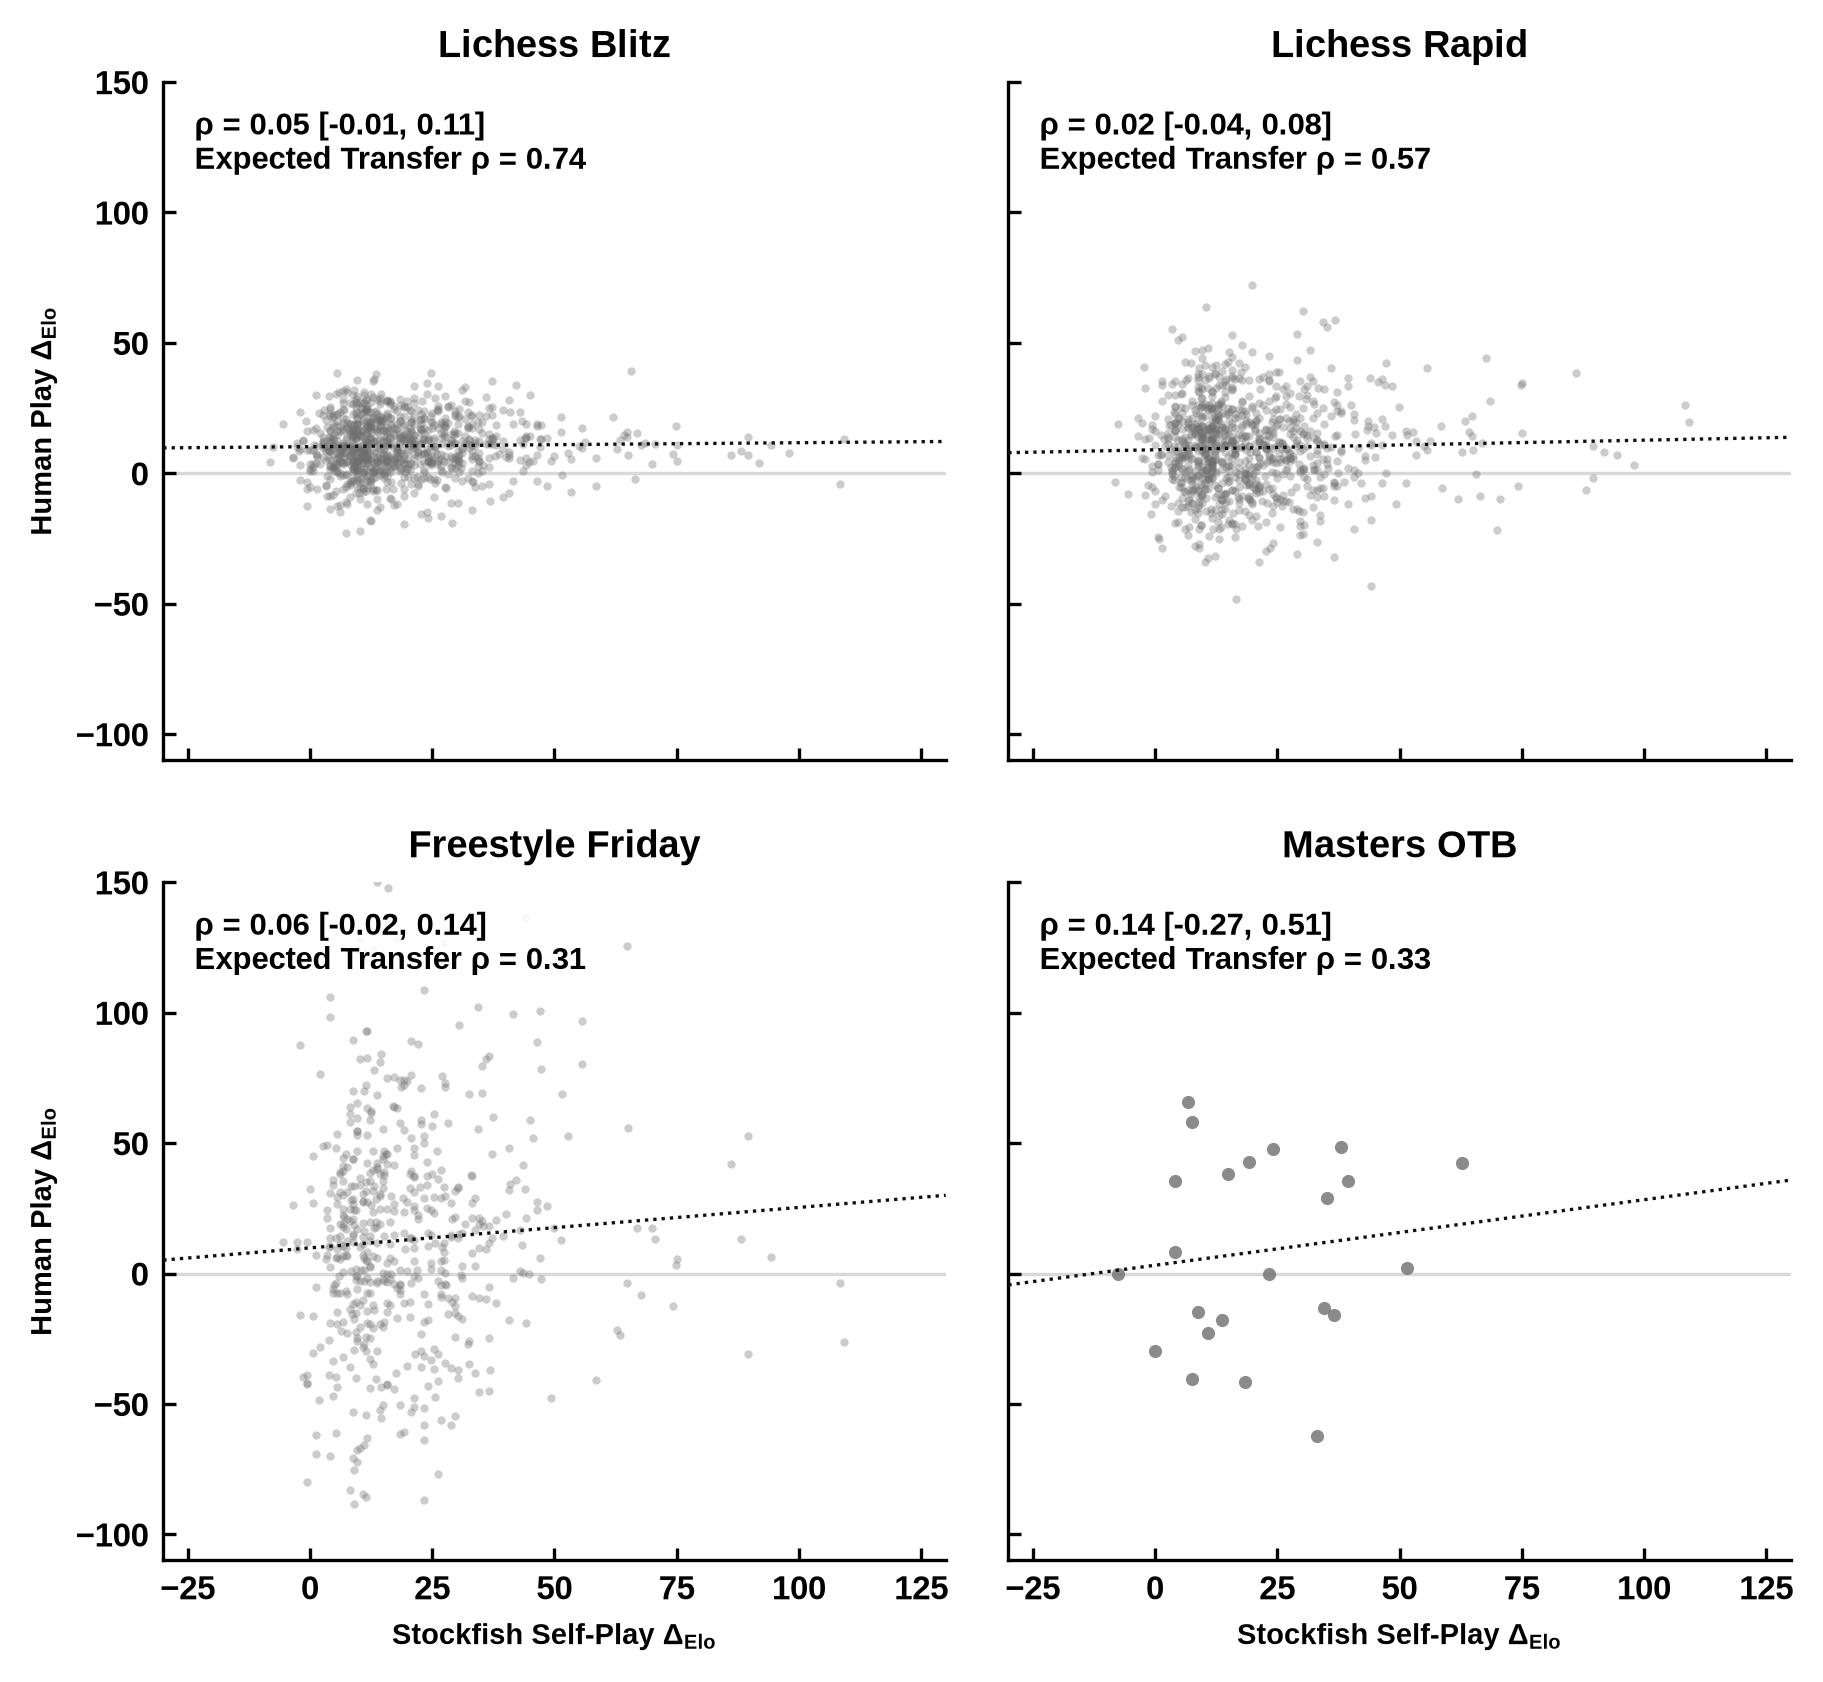 Lichess Blitz
Lichess Rapid
150
100
50
0
−50
−100
Human Play ΔElo
ρ = 0.05 [-0.01, 0.11]
Expected Transfer ρ = 0.74
ρ = 0.02 [-0.04, 0.08]
Expected Transfer ρ = 0.57
Freestyle Friday
Masters OTB
150
100
50
0
−50
−100
Human Play ΔElo
ρ = 0.06 [-0.02, 0.14]
Expected Transfer ρ = 0.31
ρ = 0.14 [-0.27, 0.51]
Expected Transfer ρ = 0.33
−25 0 25 50 75 100 125
−25 0 25 50 75 100 125
Stockfish Self-Play ΔElo
Stockfish Self-Play ΔElo